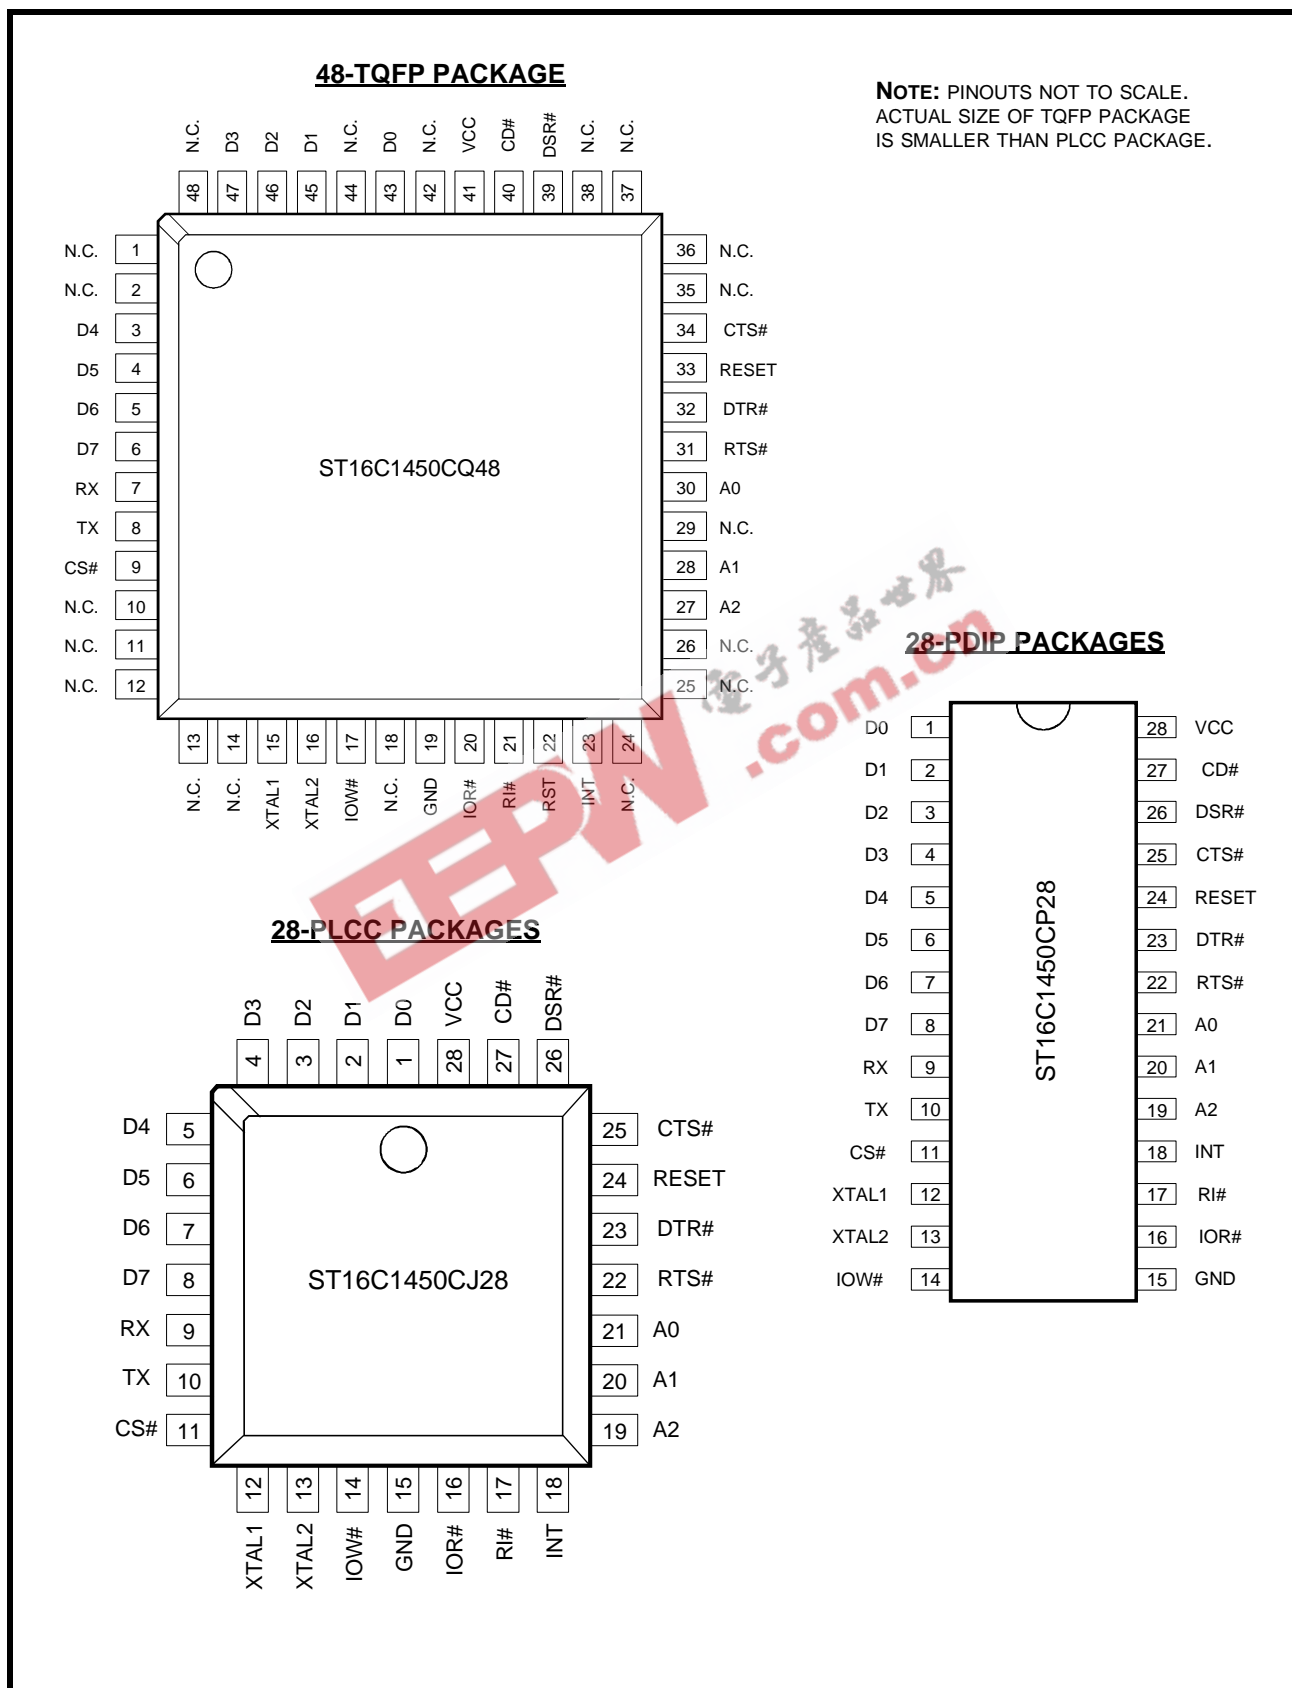 48-TQFP PACKAGE
NOTE: PINOUTS NOT TO SCALE.
ACTUAL SIZE OF TQFP PACKAGE
IS SMALLER THAN PLCC PACKAGE.
N.C. D3 D2 D1 N.C. D0 N.C. VCC CD# DSR# N.C. N.C.
48 47 46 45 44 43 42 41 40 39 38 37
N.C. 1 36 N.C.
N.C. 2 35 N.C.
D4 3 34 CTS#
D5 4 33 RESET
D6 5 32 DTR#
D7 6 31 RTS#
ST16C1450CQ48
RX 7 30 A0
TX 8 29 N.C.
CS# 9 28 A1
N.C. 10 27 A2
N.C. 11 26 N.C.
N.C. 12 25 N.C.
13 14 15 16 17 18 19 20 21 22 23 24
N.C. N.C. XTAL1 XTAL2 IOW# N.C. GND IOR# RI# RST INT N.C.
EEPW 電子產品世界
.com.cn
28-PDIP PACKAGES
D0 1 28 VCC
D1 2 27 CD#
D2 3 26 DSR#
D3 4 25 CTS#
D4 5 24 RESET
D5 6 23 DTR#
D6 7 22 RTS#
D7 8 21 A0
RX 9 20 A1
TX 10 19 A2
CS# 11 18 INT
XTAL1 12 17 RI#
XTAL2 13 16 IOR#
IOW# 14 15 GND
ST16C1450CP28
28-PLCC PACKAGES
D3 D2 D1 D0 VCC CD# DSR#
4 3 2 1 28 27 26
D4 5 25 CTS#
D5 6 24 RESET
D6 7 23 DTR#
D7 8 22 RTS#
ST16C1450CJ28
RX 9 21 A0
TX 10 20 A1
CS# 11 19 A2
12 13 14 15 16 17 18
XTAL1 XTAL2 IOW# GND IOR# RI# INT